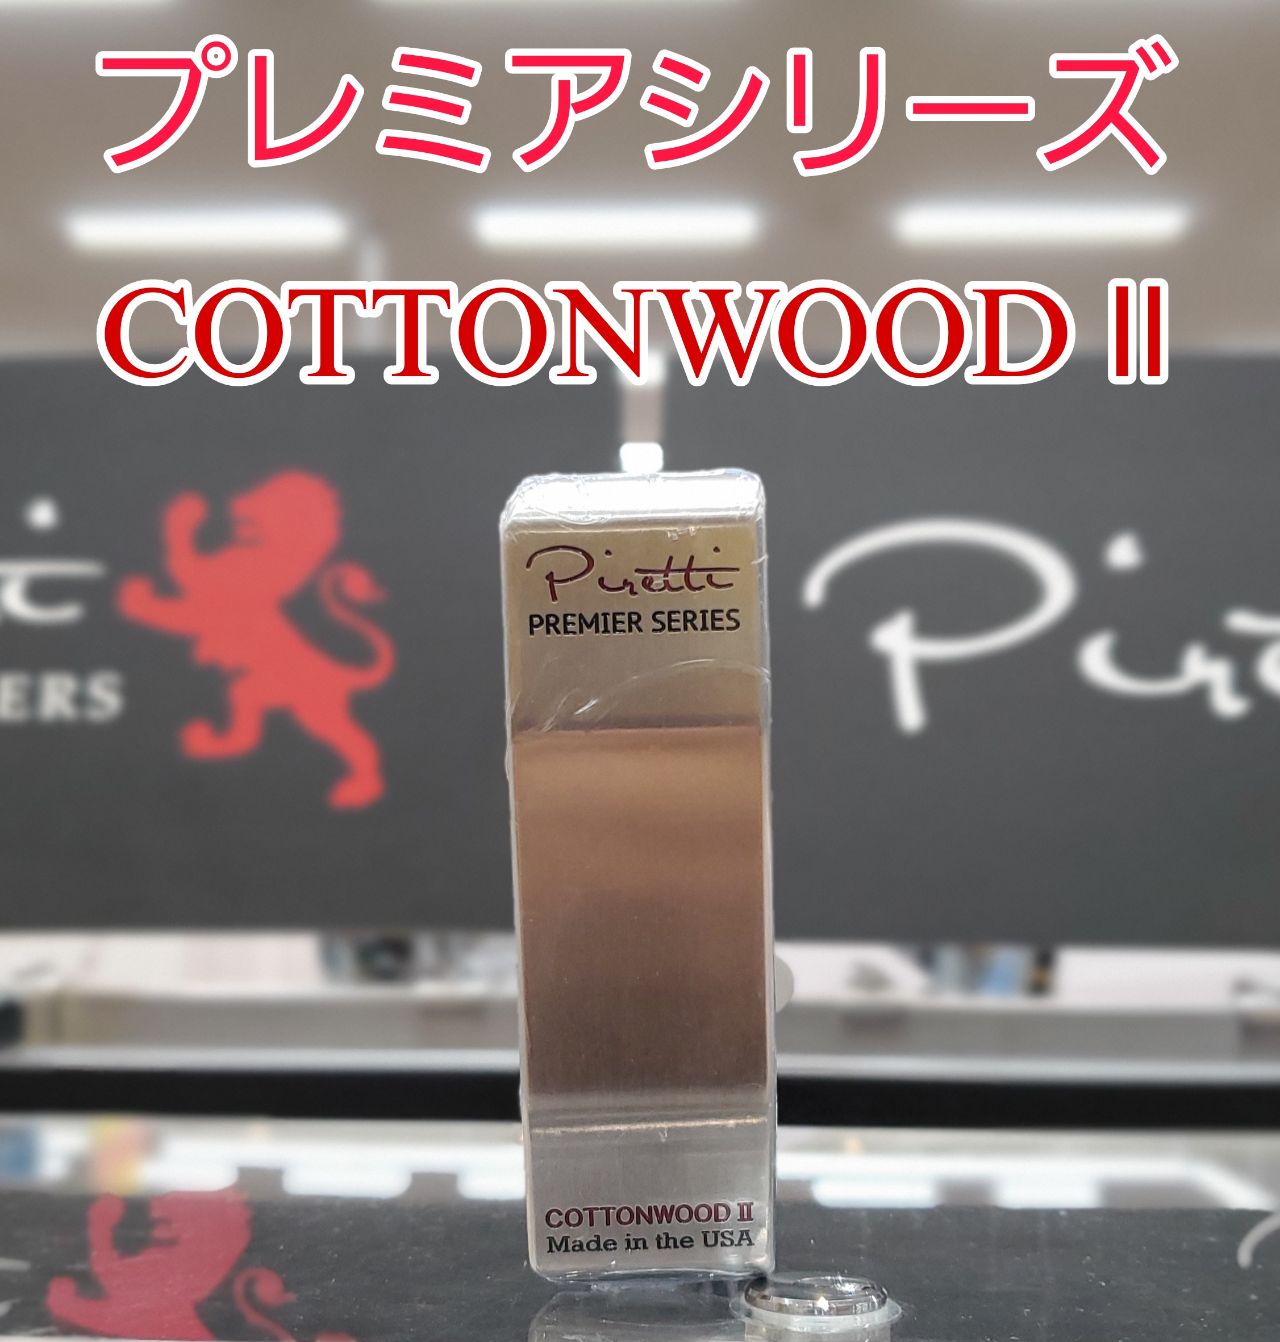 プレミアシリーズ
COTTONWOOD Ⅱ
Piretti
PREMIER SERIES
COTTONWOOD II
Made in the USA
ERS